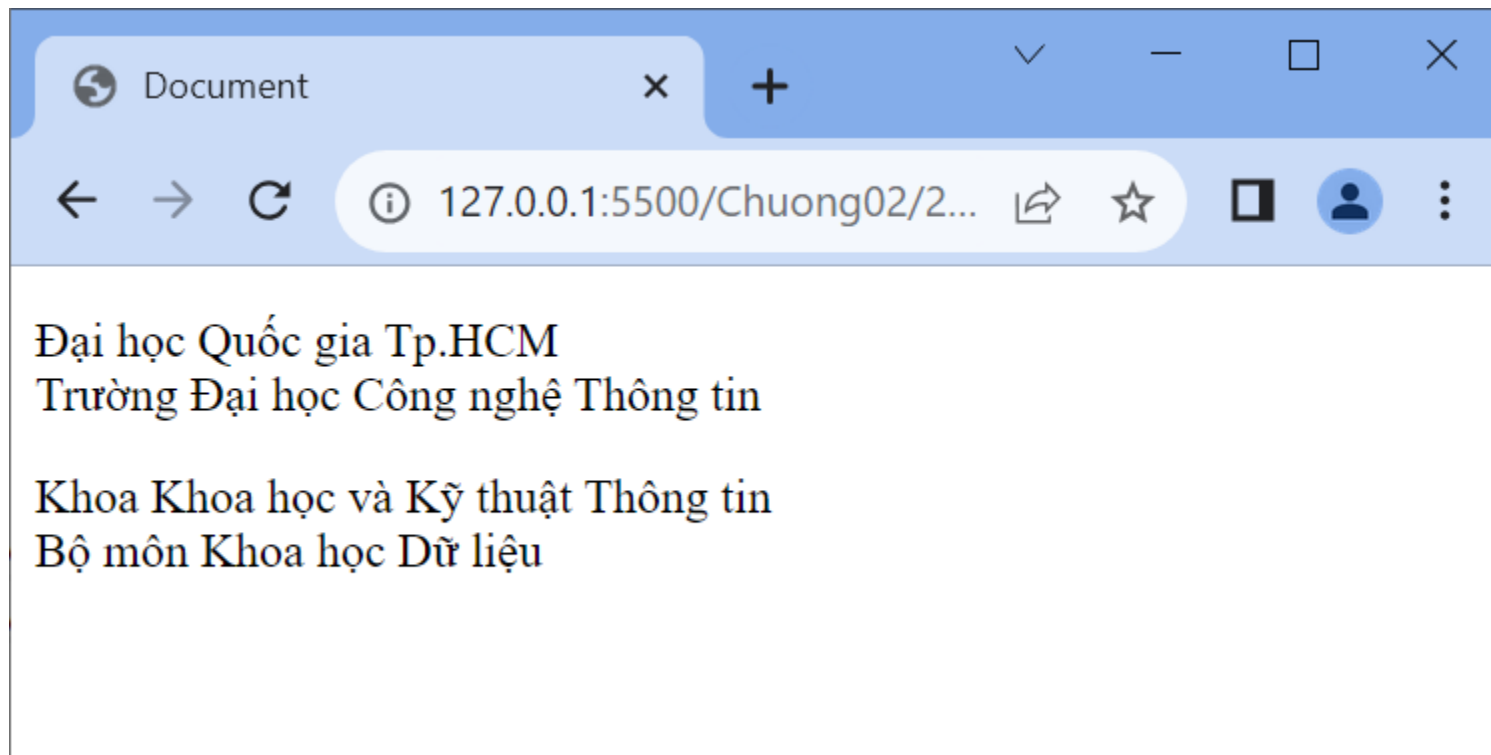 Document
127.0.0.1:5500/Chuong02/2...
Đại học Quốc gia Tp.HCM
Trường Đại học Công nghệ Thông tin
Khoa Khoa học và Kỹ thuật Thông tin
Bộ môn Khoa học Dữ liệu